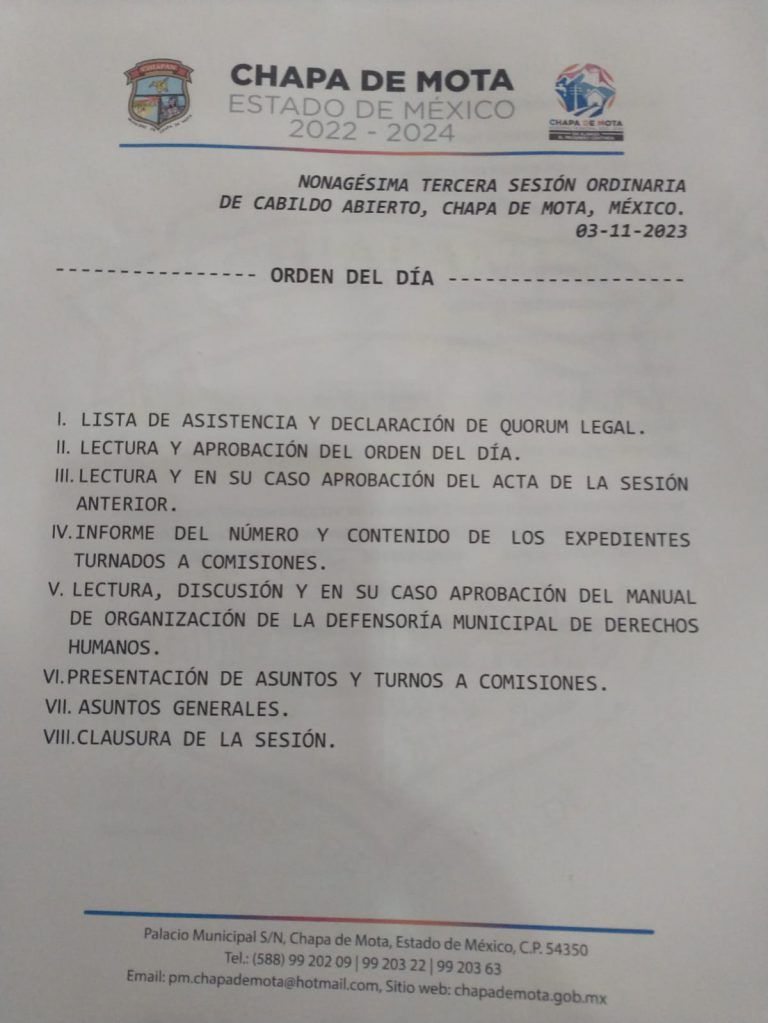 CHAPA DE MOTA
ESTADO DE MÉXICO
2022 - 2024
CHAPA DE MOTA
NONAGÉSIMA TERCERA SESIÓN ORDINARIA
DE CABILDO ABIERTO, CHAPA DE MOTA, MÉXICO.
03-11-2023
---------------- ORDEN DEL DÍA -------------------
I. LISTA DE ASISTENCIA Y DECLARACIÓN DE QUORUM LEGAL.
II. LECTURA Y APROBACIÓN DEL ORDEN DEL DÍA.
III. LECTURA Y EN SU CASO APROBACIÓN DEL ACTA DE LA SESIÓN
ANTERIOR.
IV. INFORME DEL NÚMERO Y CONTENIDO DE LOS EXPEDIENTES
TURNADOS A COMISIONES.
V. LECTURA, DISCUSIÓN Y EN SU CASO APROBACIÓN DEL MANUAL
DE ORGANIZACIÓN DE LA DEFENSORÍA MUNICIPAL DE DERECHOS
HUMANOS.
VI. PRESENTACIÓN DE ASUNTOS Y TURNOS A COMISIONES.
VII. ASUNTOS GENERALES.
VIII. CLAUSURA DE LA SESIÓN.
Palacio Municipal S/N, Chapa de Mota, Estado de México, C.P. 54350
Tel.: (588) 99 202 09 | 99 203 22 | 99 203 63
Email: pm.chapademota@hotmail.com, Sitio web: chapademota.gob.mx